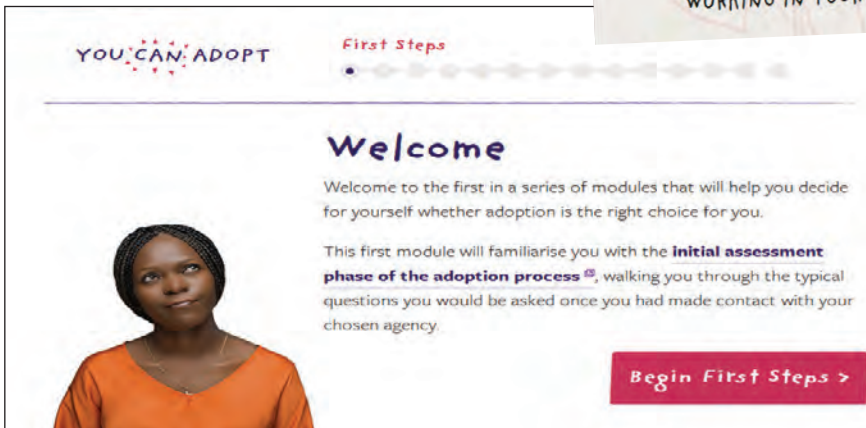 WORKING IN YOUR
YOU CAN ADOPT
First Steps
Welcome
Welcome to the first in a series of modules that will help you decide
for yourself whether adoption is the right choice for you.
This first module will familiarise you with the initial assessment
phase of the adoption process, walking you through the typical
questions you would be asked once you had made contact with your
chosen agency.
Begin First Steps >